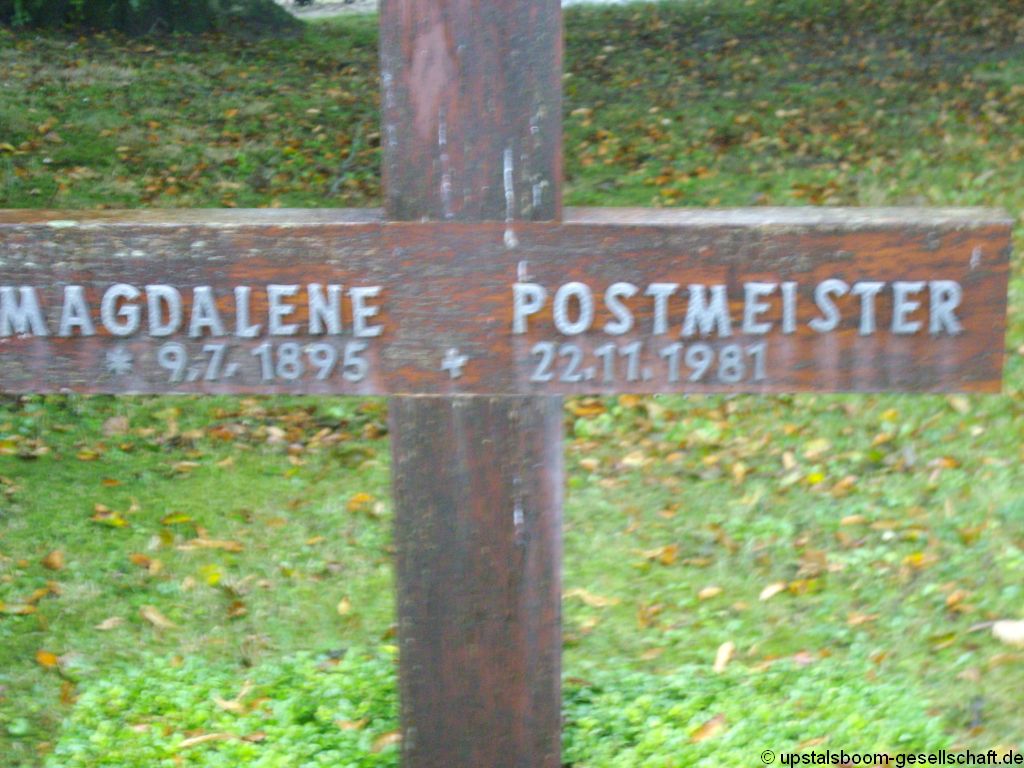 MAGDALENE POSTMEISTER
* 9.7. 1895 + 22.11.1981
© upstalsboom-gesellschaft.de